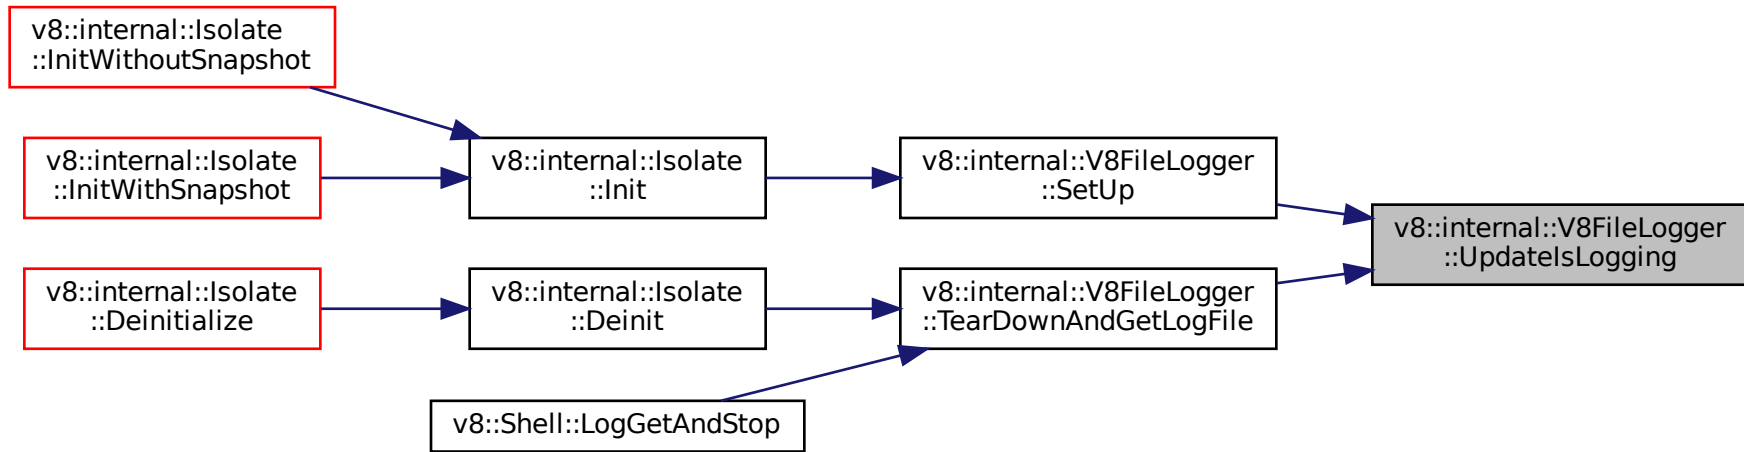 v8::internal::Isolate
::InitWithoutSnapshot
v8::internal::Isolate
::InitWithSnapshot
v8::internal::Isolate
::Init
v8::internal::V8FileLogger
::SetUp
v8::internal::V8FileLogger
::UpdateIsLogging
v8::internal::Isolate
::Deinitialize
v8::internal::Isolate
::Deinit
v8::internal::V8FileLogger
::TearDownAndGetLogFile
v8::Shell::LogGetAndStop